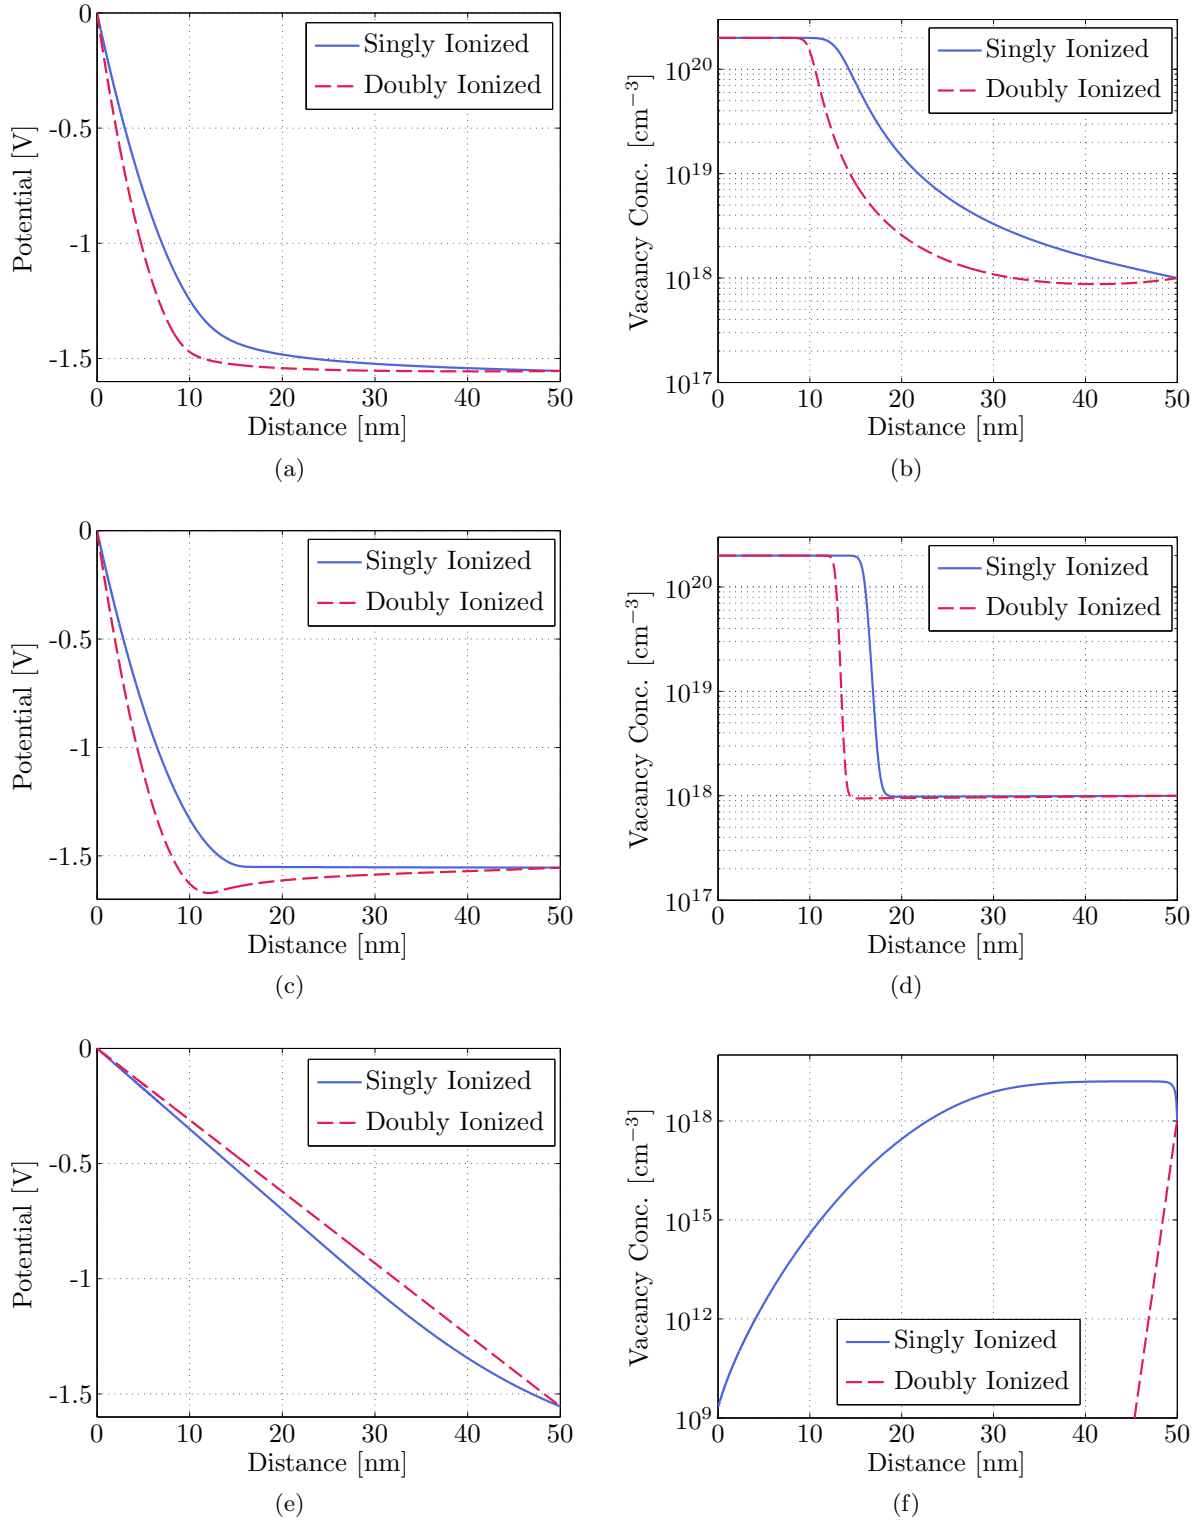 0
-0.5
-1
-1.5
Potential [V]
0 10 20 30 40 50
Distance [nm]
Singly Ionized
Doubly Ionized
(a)
10^20
10^19
10^18
10^17
Vacancy Conc. [cm^−3]
0 10 20 30 40 50
Distance [nm]
Singly Ionized
Doubly Ionized
(b)
0
-0.5
-1
-1.5
Potential [V]
0 10 20 30 40 50
Distance [nm]
Singly Ionized
Doubly Ionized
(c)
10^20
10^19
10^18
10^17
Vacancy Conc. [cm^−3]
0 10 20 30 40 50
Distance [nm]
Singly Ionized
Doubly Ionized
(d)
0
-0.5
-1
-1.5
Potential [V]
0 10 20 30 40 50
Distance [nm]
Singly Ionized
Doubly Ionized
(e)
10^18
10^15
10^12
10^9
Vacancy Conc. [cm^−3]
0 10 20 30 40 50
Distance [nm]
Singly Ionized
Doubly Ionized
(f)